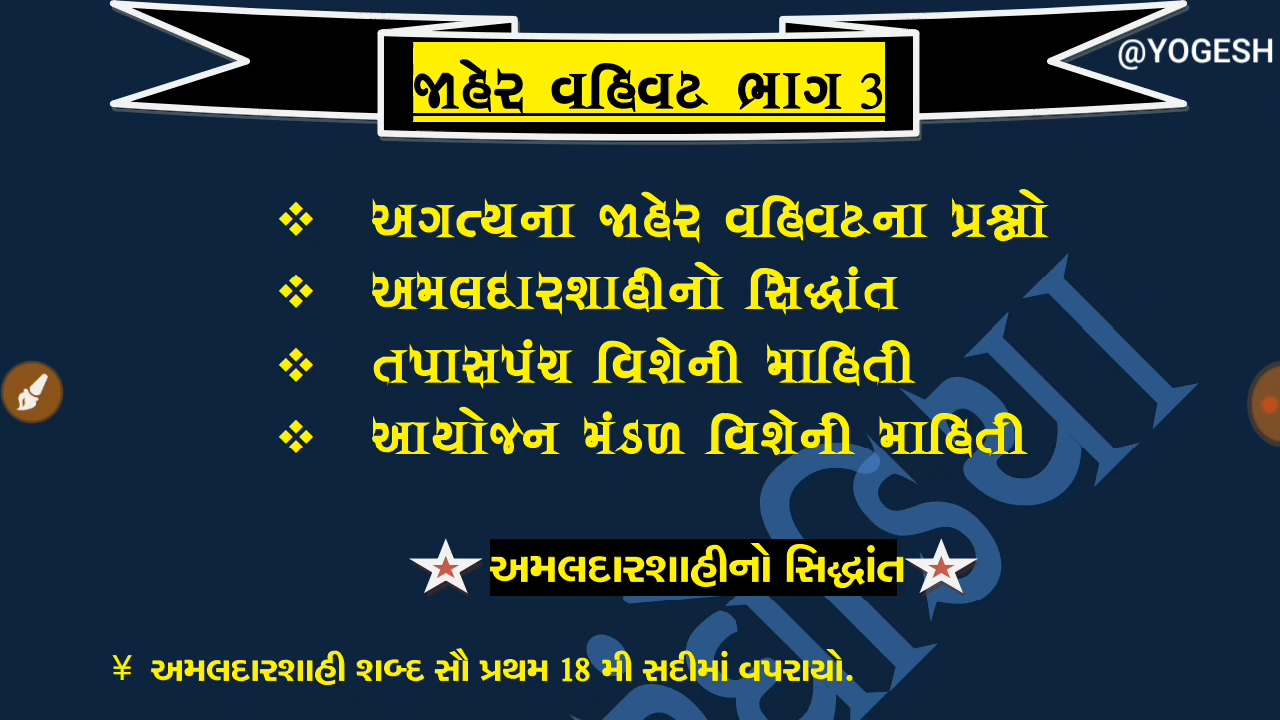 @YOGESH
જાહેર વહિવટ ભાગ 3
❖ અગત્યના જાહેર વહિવટના પ્રશ્નો
❖ અમલદારશાહીનો સિદ્ધાંત
❖ તપાસપંચ વિશેની માહિતી
❖ આયોજન મંડળ વિશેની માહિતી
અમલદારશાહીનો સિદ્ધાંત
¥ અમલદારશાહી શબ્દ સૌ પ્રથમ 18 મી સદીમાં વપરાયો.